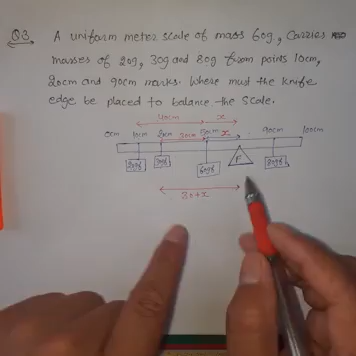 Q3. A uniform meter scale of mass 60g, carries
masses of 20g, 30g and 80g from points 10cm,
20cm and 90cm marks. Where must the knife
edge be placed to balance the scale.
40cm x
0cm 10cm 20cm 30cm 50cm x 90cm 100cm
20g 30g 60g F 80g
30+x